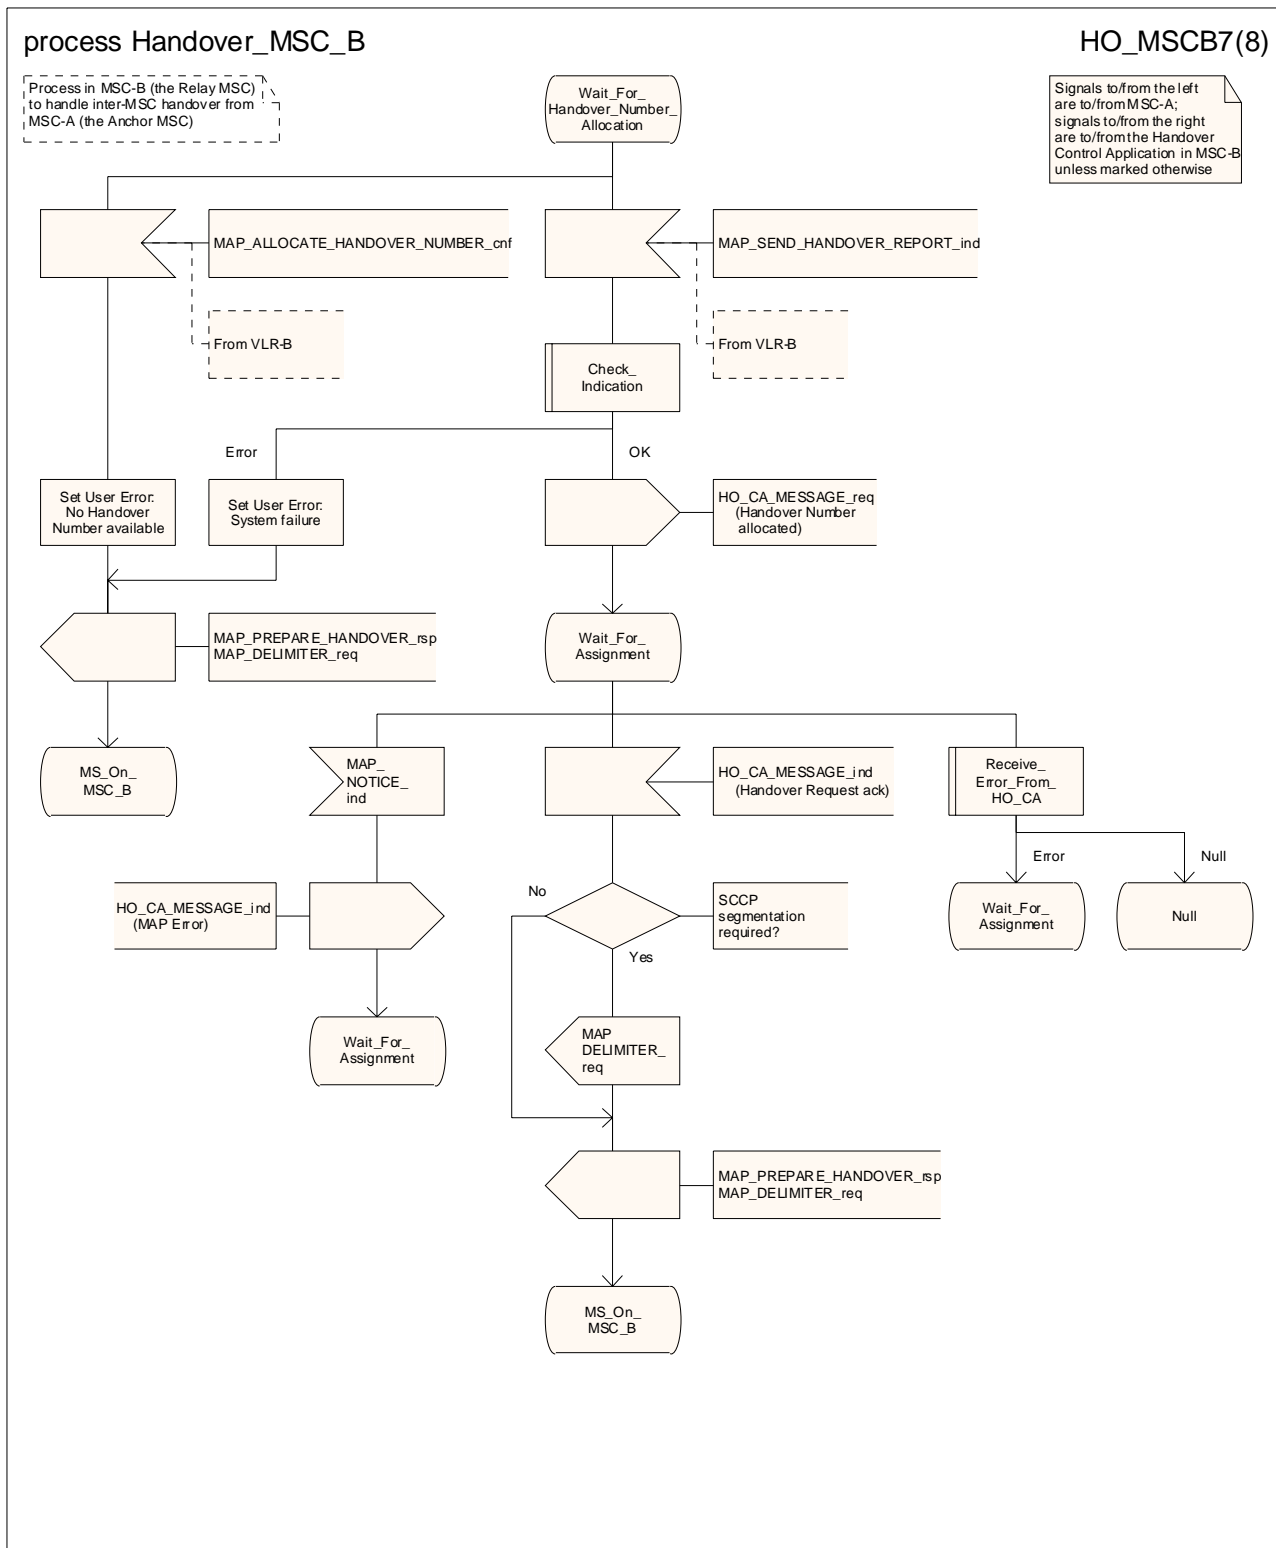 process Handover_MSC_B
HO_MSCB7(8)
Process in MSC-B (the Relay MSC)
to handle inter-MSC handover from
MSC-A (the Anchor MSC)
Wait_For_
Handover_Number_
Allocation
Signals to/from the left
are to/from MSC-A;
signals to/from the right
are to/from the Handover
Control Application in MSC-B
unless marked otherwise
MAP_ALLOCATE_HANDOVER_NUMBER_cnf
MAP_SEND_HANDOVER_REPORT_ind
From VLR-B
From VLR-B
Check_
Indication
Error
OK
Set User Error:
No Handover
Number available
Set User Error:
System failure
HO_CA_MESSAGE_req
(Handover Number
allocated)
MAP_PREPARE_HANDOVER_rsp
MAP_DELIMITER_req
Wait_For_
Assignment
MS_On_
MSC_B
MAP_
NOTICE_
ind
HO_CA_MESSAGE_ind
(Handover Request ack)
Receive_
Error_From_
HO_CA
Error
Null
HO_CA_MESSAGE_ind
(MAP Error)
No
SCCP
segmentation
required?
Yes
Wait_For_
Assignment
Null
Wait_For_
Assignment
MAP
DELIMITER_
req
MAP_PREPARE_HANDOVER_rsp
MAP_DELIMITER_req
MS_On_
MSC_B